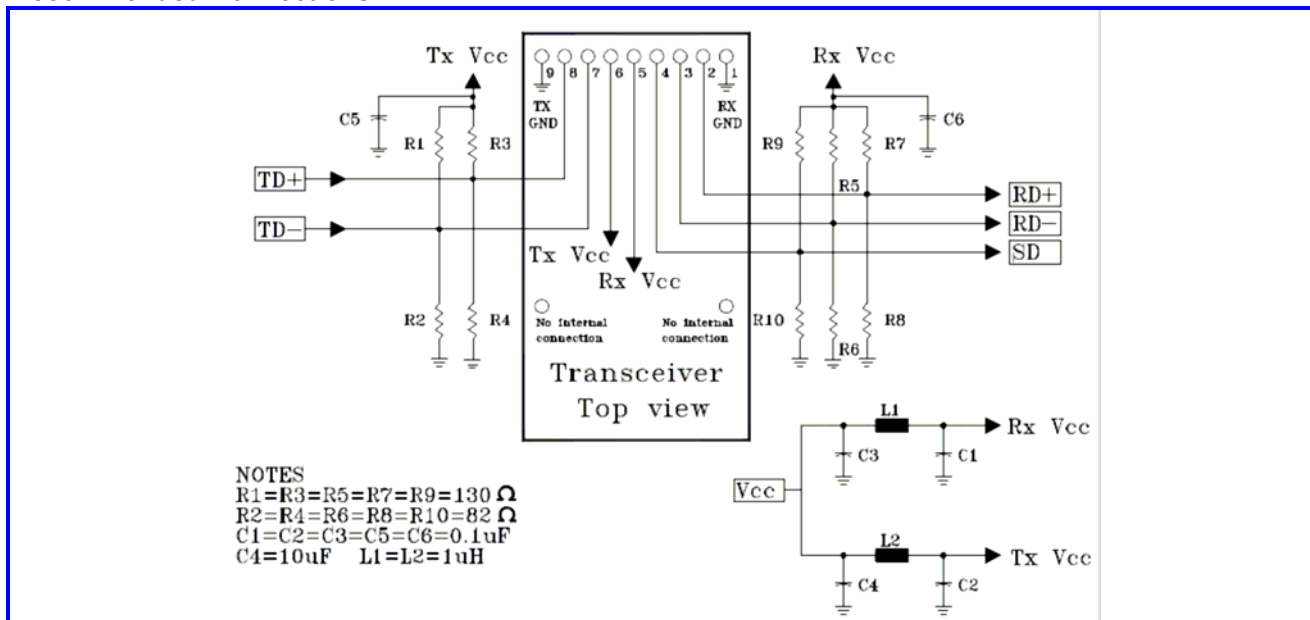 Tx Vcc
Rx Vcc
9 8 7 6 5 4 3 2 1
TX
GND
RX
GND
C5
R1
R3
R9
R7
C6
TD+
R5
RD+
TD-
RD-
Tx Vcc
SD
Rx Vcc
R2
R4
No internal
connection
No internal
connection
R10
R8
R6
Transceiver
Top view
L1
Rx Vcc
C3
C1
Vcc
L2
Tx Vcc
C4
C2
NOTES
R1=R3=R5=R7=R9=130 Ω
R2=R4=R6=R8=R10=82 Ω
C1=C2=C3=C5=C6=0.1uF
C4=10uF L1=L2=1uH